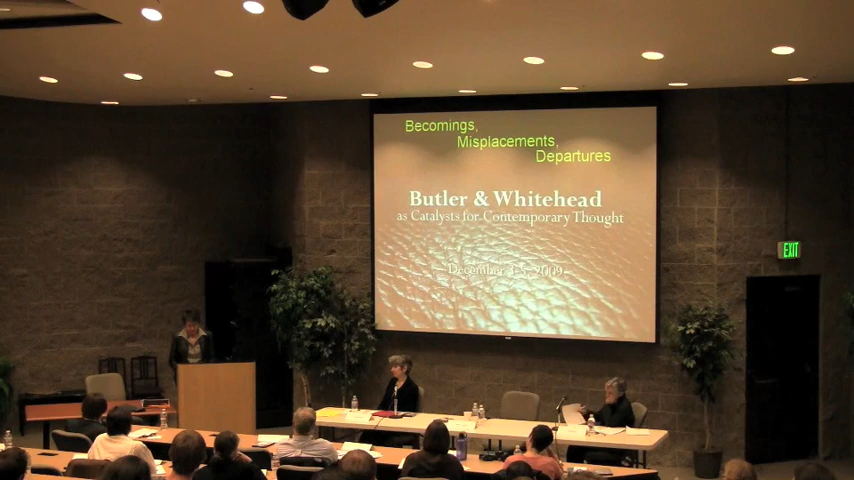 Becomings,
Misplacements,
Departures
Butler & Whitehead
as Catalysts for Contemporary Thought
December 3-5, 2009
EXIT